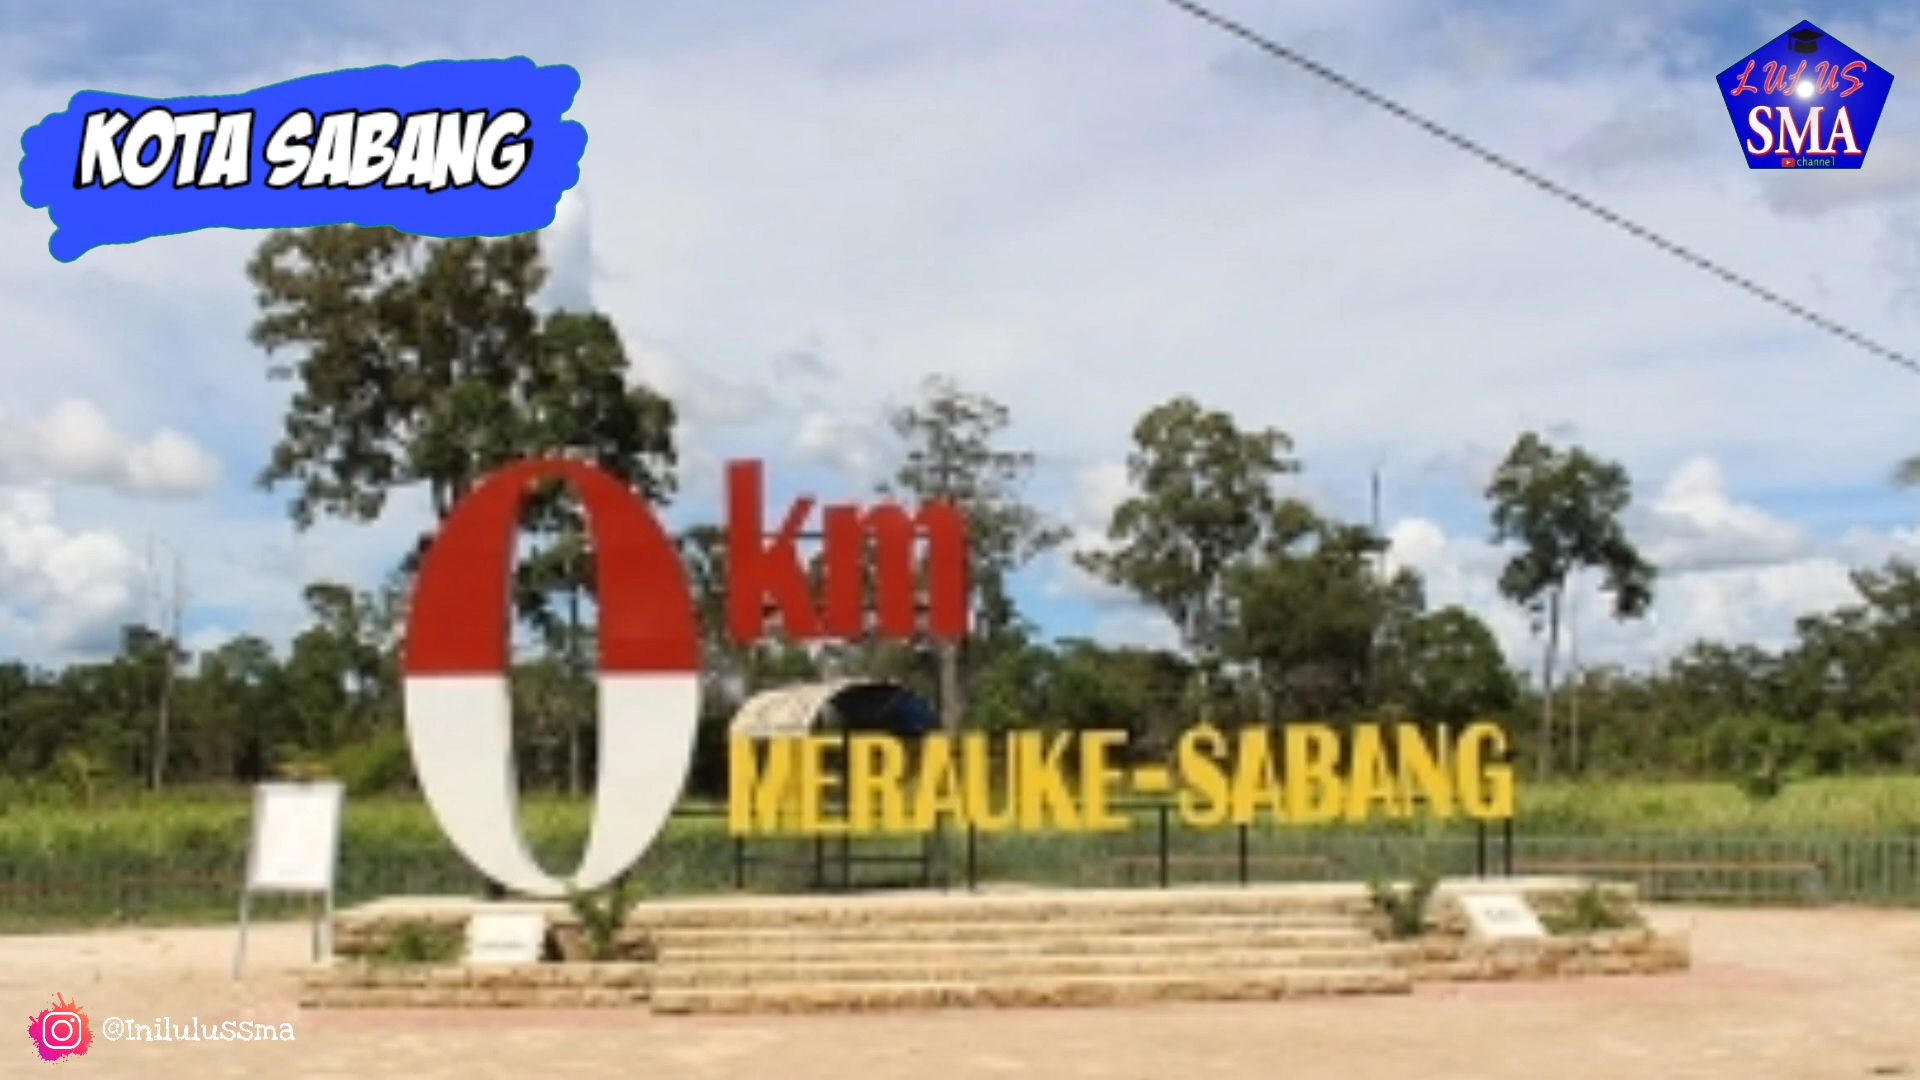 KOTA SABANG
LULUS
SMA
channel
0 km
MERAUKE-SABANG
@InilulusSma